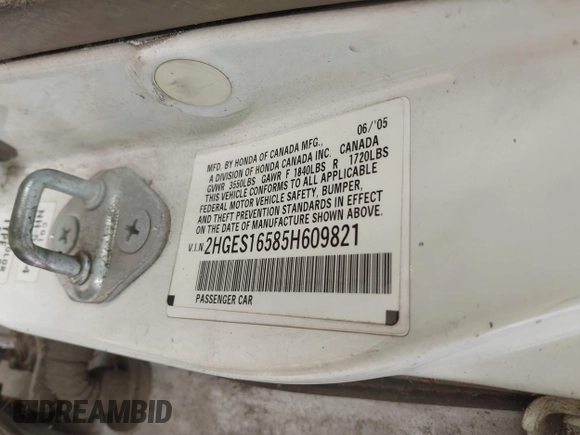 06/'05
MFD. BY HONDA OF CANADA MFG.,
A DIVISION OF HONDA CANADA INC. CANADA
GVWR 3550LBS GAWR F 1840LBS R 1720LBS
THIS VEHICLE CONFORMS TO ALL APPLICABLE
FEDERAL MOTOR VEHICLE SAFETY, BUMPER,
AND THEFT PREVENTION STANDARDS IN EFFECT
ON THE DATE OF MANUFACTURE SHOWN ABOVE.
V.I.N. 2HGES16585H609821
PASSENGER CAR
DREAMBID